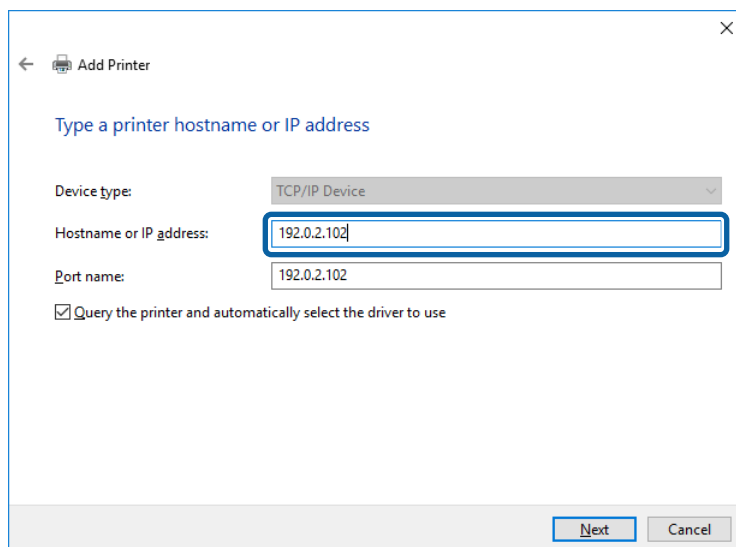 Add Printer
Type a printer hostname or IP address
Device type: TCP/IP Device
Hostname or IP address: 192.0.2.102
Port name: 192.0.2.102
Query the printer and automatically select the driver to use
Next Cancel